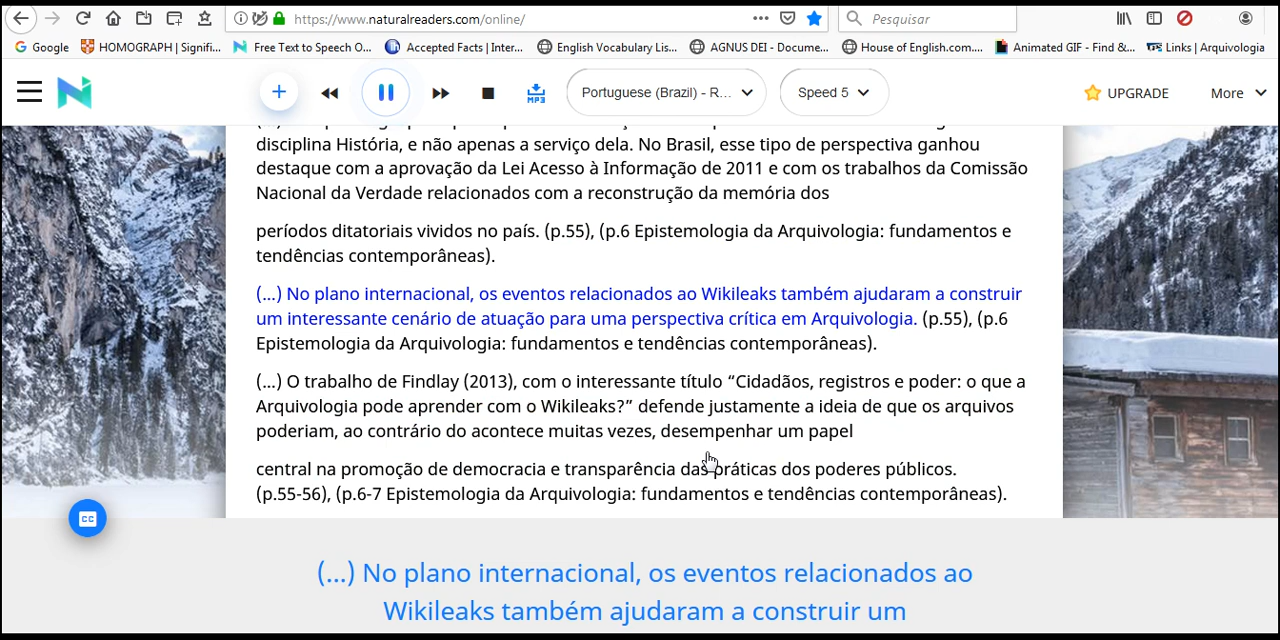 https://www.naturalreaders.com/online/
Pesquisar
Google
HOMOGRAPH | Signifi...
Free Text to Speech O...
Accepted Facts | Inter...
English Vocabulary Lis...
AGNUS DEI - Docume...
House of English.com....
Animated GIF - Find &...
Links | Arquivologia
MP3
Portuguese (Brazil) - R...
Speed 5
UPGRADE
More
disciplina História, e não apenas a serviço dela. No Brasil, esse tipo de perspectiva ganhou
destaque com a aprovação da Lei Acesso à Informação de 2011 e com os trabalhos da Comissão
Nacional da Verdade relacionados com a reconstrução da memória dos
períodos ditatoriais vividos no país. (p.55), (p.6 Epistemologia da Arquivologia: fundamentos e
tendências contemporâneas).
(...) No plano internacional, os eventos relacionados ao Wikileaks também ajudaram a construir
um interessante cenário de atuação para uma perspectiva crítica em Arquivologia. (p.55), (p.6
Epistemologia da Arquivologia: fundamentos e tendências contemporâneas).
(...) O trabalho de Findlay (2013), com o interessante título “Cidadãos, registros e poder: o que a
Arquivologia pode aprender com o Wikileaks?” defende justamente a ideia de que os arquivos
poderiam, ao contrário do acontece muitas vezes, desempenhar um papel
central na promoção de democracia e transparência das práticas dos poderes públicos.
(p.55-56), (p.6-7 Epistemologia da Arquivologia: fundamentos e tendências contemporâneas).
CC
(...) No plano internacional, os eventos relacionados ao
Wikileaks também ajudaram a construir um